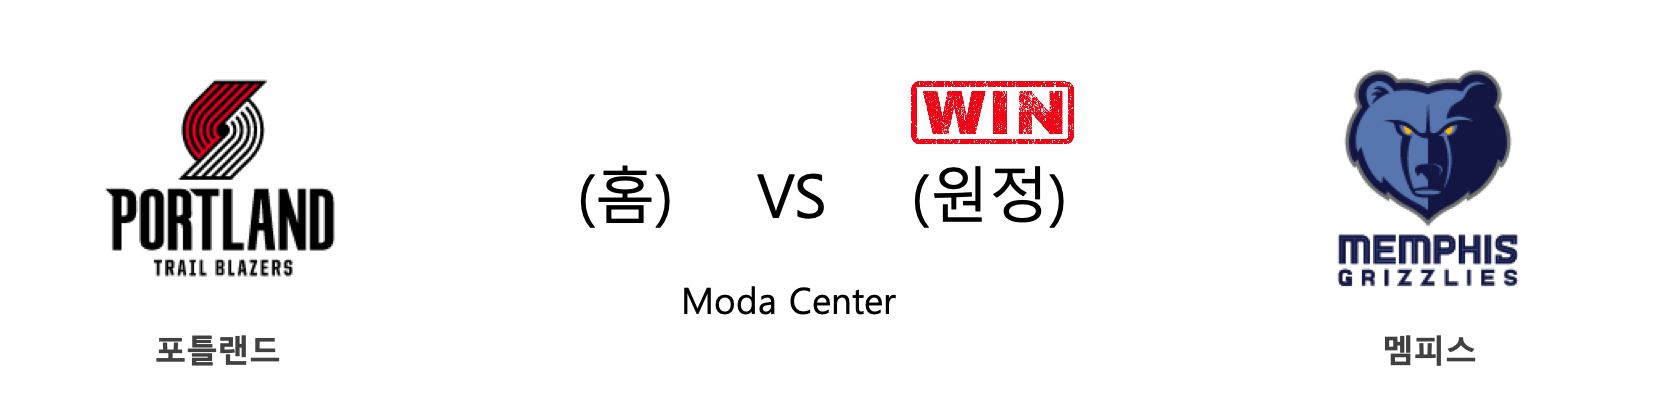 WIN
(홈) VS (원정)
PORTLAND
TRAIL BLAZERS
MEMPHIS
GRIZZLIES
Moda Center
포틀랜드
멤피스